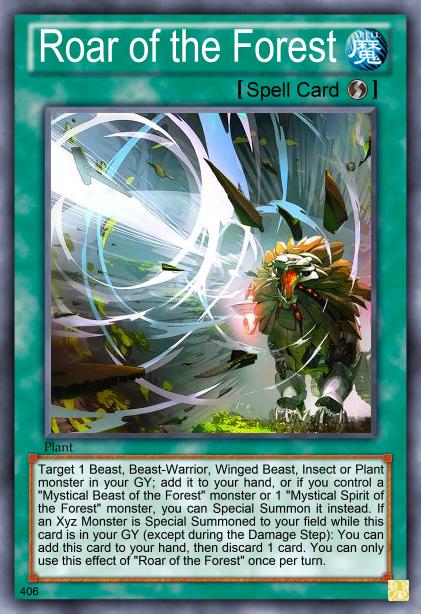 Roar of the Forest
SPELL
魔
[Spell Card]
Plant
Target 1 Beast, Beast-Warrior, Winged Beast, Insect or Plant
monster in your GY; add it to your hand, or if you control a
"Mystical Beast of the Forest" monster or 1 "Mystical Spirit of
the Forest" monster, you can Special Summon it instead. If
an Xyz Monster is Special Summoned to your field while this
card is in your GY (except during the Damage Step): You can
add this card to your hand, then discard 1 card. You can only
use this effect of "Roar of the Forest" once per turn.
406